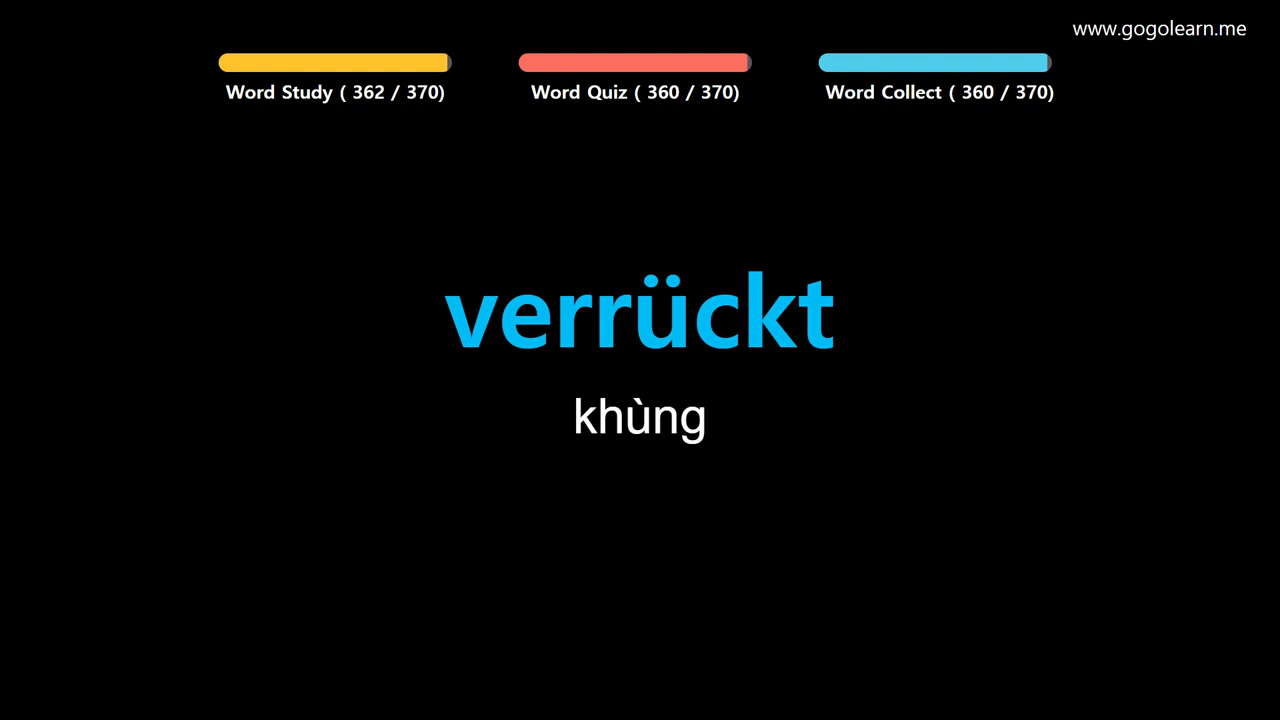 www.gogolearn.me
Word Study ( 362 / 370)
Word Quiz ( 360 / 370)
Word Collect ( 360 / 370)
verrückt
khùng